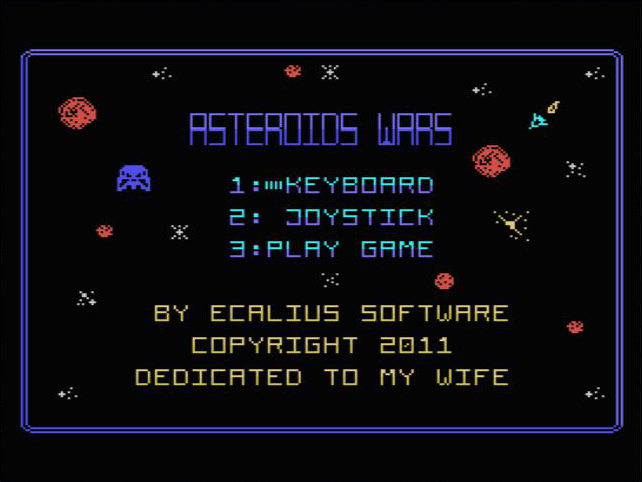 ASTEROIDS WARS
1: KEYBOARD
2: JOYSTICK
3:PLAY GAME
BY ECALIUS SOFTWARE
COPYRIGHT 2011
DEDICATED TO MY WIFE